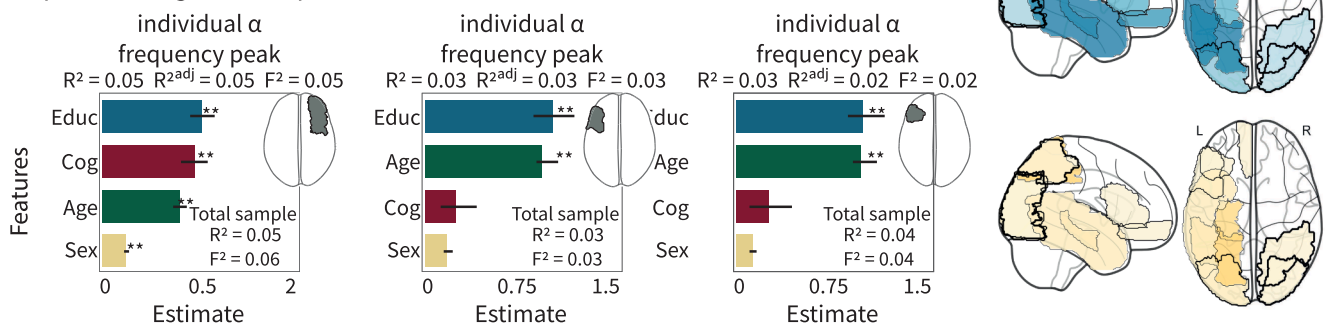 individual α
frequency peak
R² = 0.05 R²ᵃᵈʲ = 0.05 F² = 0.05
Educ
**
Cog
**
Age
**
Sex
**
Total sample
R² = 0.05
F² = 0.06
0 0.5 2
Estimate
Features
individual α
frequency peak
R² = 0.03 R²ᵃᵈʲ = 0.03 F² = 0.03
Educ
**
Age
**
Cog
Sex
Total sample
R² = 0.03
F² = 0.03
0 0.75 1.5
Estimate
individual α
frequency peak
R² = 0.03 R²ᵃᵈʲ = 0.02 F² = 0.02
duc
**
Age
**
Cog
Sex
Total sample
R² = 0.04
F² = 0.04
0 0.75 1.5
Estimate
L R